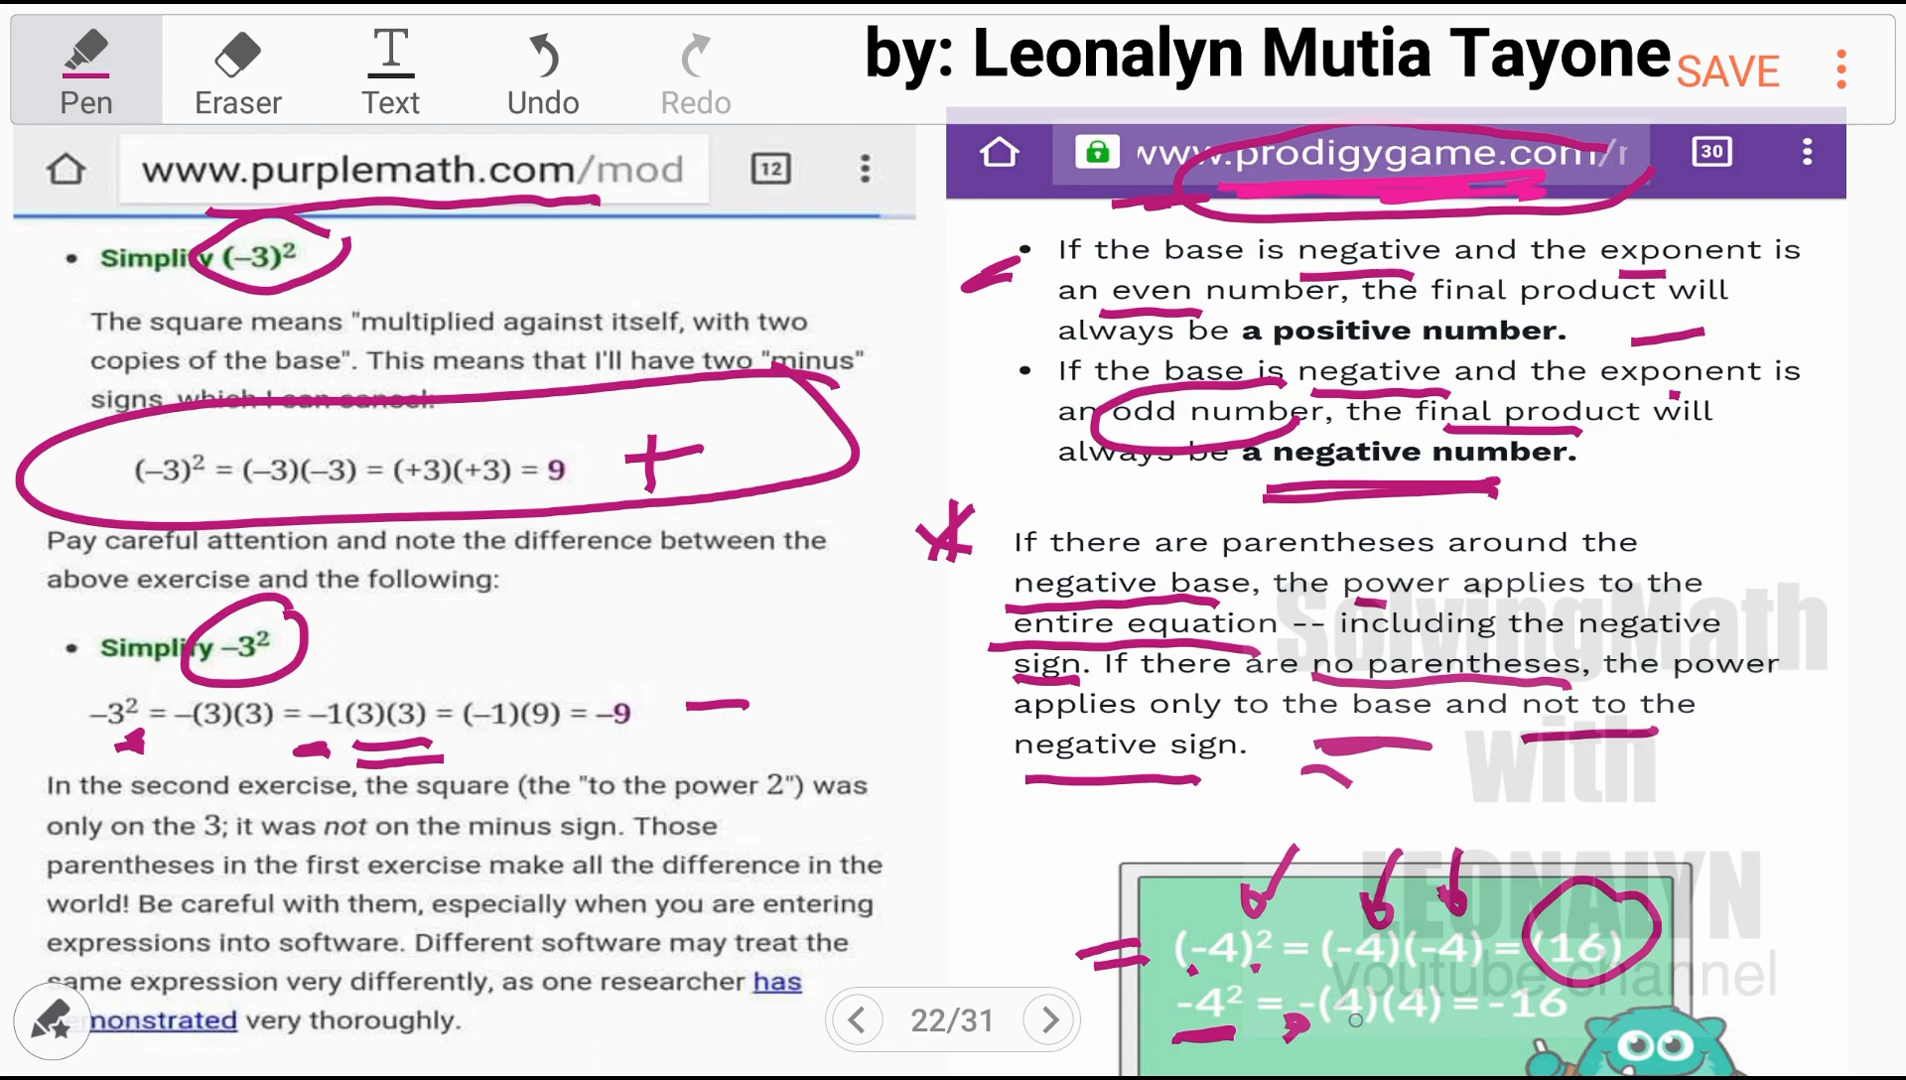 by: Leonalyn Mutia Tayone
SAVE
Pen
Eraser
Text
Undo
Redo
www.purplemath.com/mod
12
• Simplify (–3)²
The square means "multiplied against itself, with two
copies of the base". This means that I'll have two "minus"
signs, which I can cancel:
(–3)² = (–3)(–3) = (+3)(+3) = 9 +
Pay careful attention and note the difference between the
above exercise and the following:
• Simplify –3²
–3² = –(3)(3) = –1(3)(3) = (–1)(9) = –9 –
In the second exercise, the square (the "to the power 2") was
only on the 3; it was not on the minus sign. Those
parentheses in the first exercise make all the difference in the
world! Be careful with them, especially when you are entering
expressions into software. Different software may treat the
same expression very differently, as one researcher has
monstrated very thoroughly.
www.prodigygame.com/r
30
• If the base is negative and the exponent is
an even number, the final product will
always be a positive number.
• If the base is negative and the exponent is
an odd number, the final product will
always be a negative number.
If there are parentheses around the
negative base, the power applies to the
entire equation -- including the negative
sign. If there are no parentheses, the power
applies only to the base and not to the
negative sign.
SolvingMath
with
LEONALYN
youtube channel
(-4)² = (-4)(-4) = (16)
-4² = -(4)(4) = -16
22/31